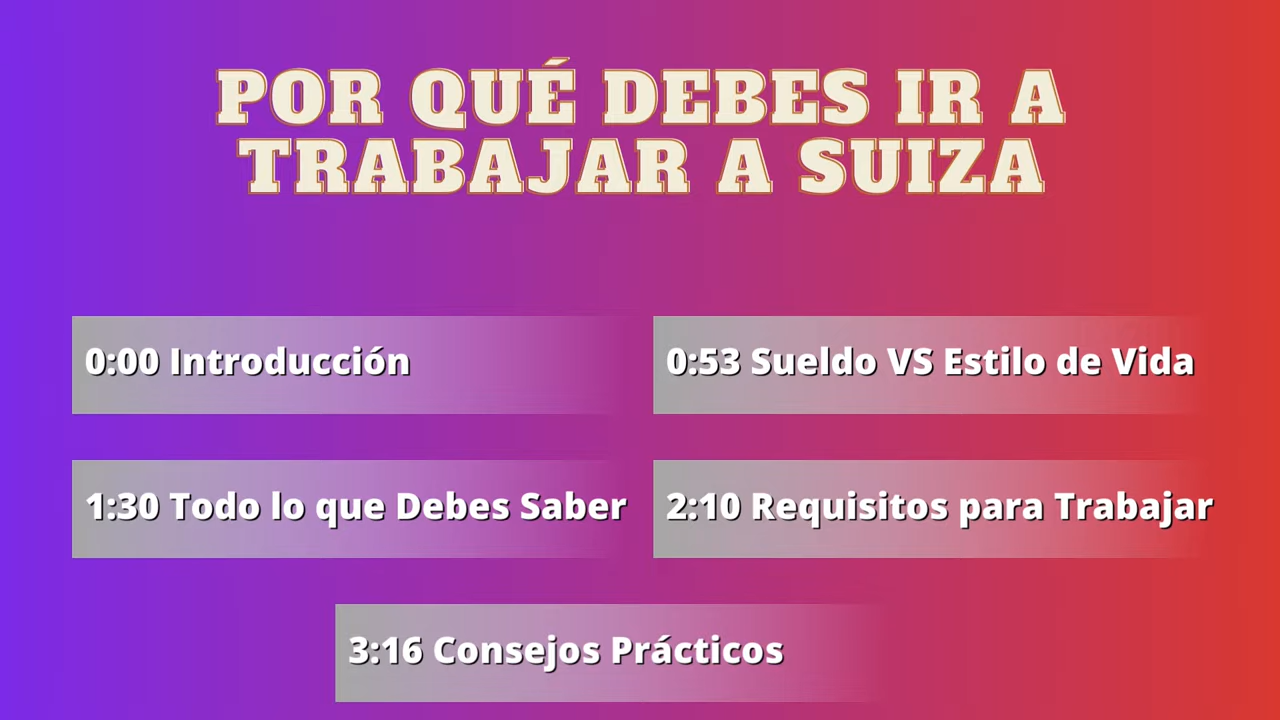 POR QUÉ DEBES IR A
TRABAJAR A SUIZA
0:00 Introducción
0:53 Sueldo VS Estilo de Vida
1:30 Todo lo que Debes Saber
2:10 Requisitos para Trabajar
3:16 Consejos Prácticos